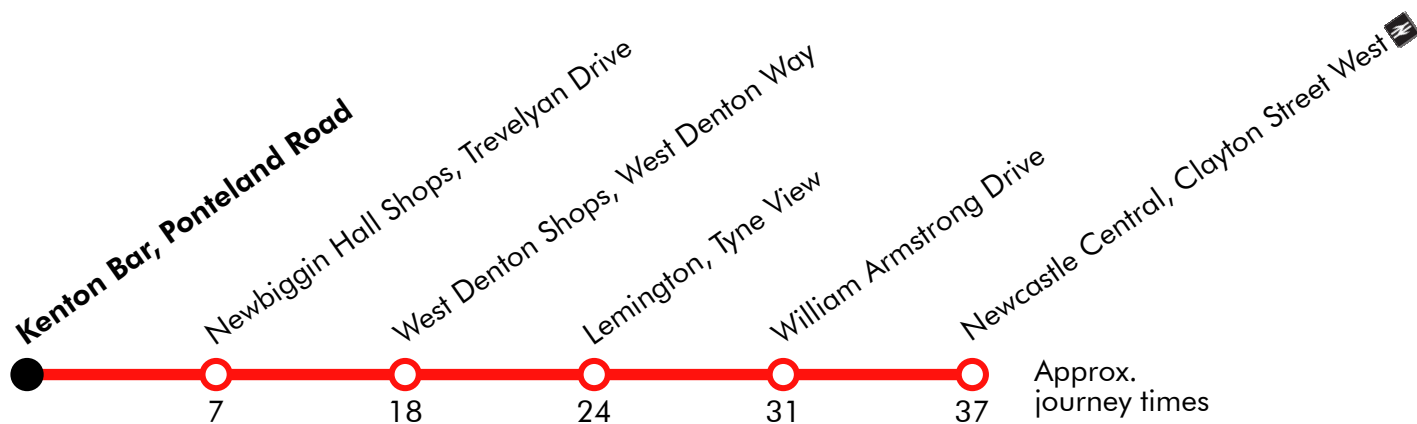 Kenton Bar, Ponteland Road
Newbiggin Hall Shops, Trevelyan Drive
West Denton Shops, West Denton Way
Lemington, Tyne View
William Armstrong Drive
Newcastle Central, Clayton Street West
7
18
24
31
37
Approx.
journey times